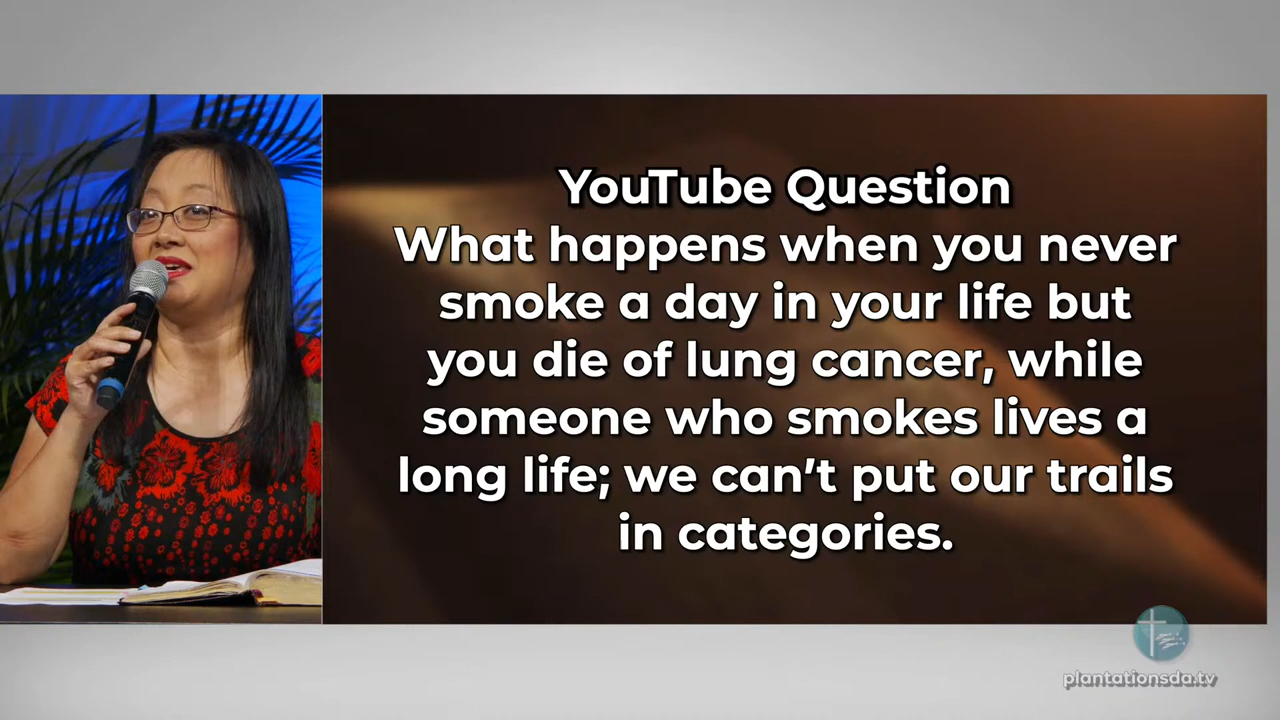 YouTube Question
What happens when you never
smoke a day in your life but
you die of lung cancer, while
someone who smokes lives a
long life; we can't put our trails
in categories.
plantationsda.tv